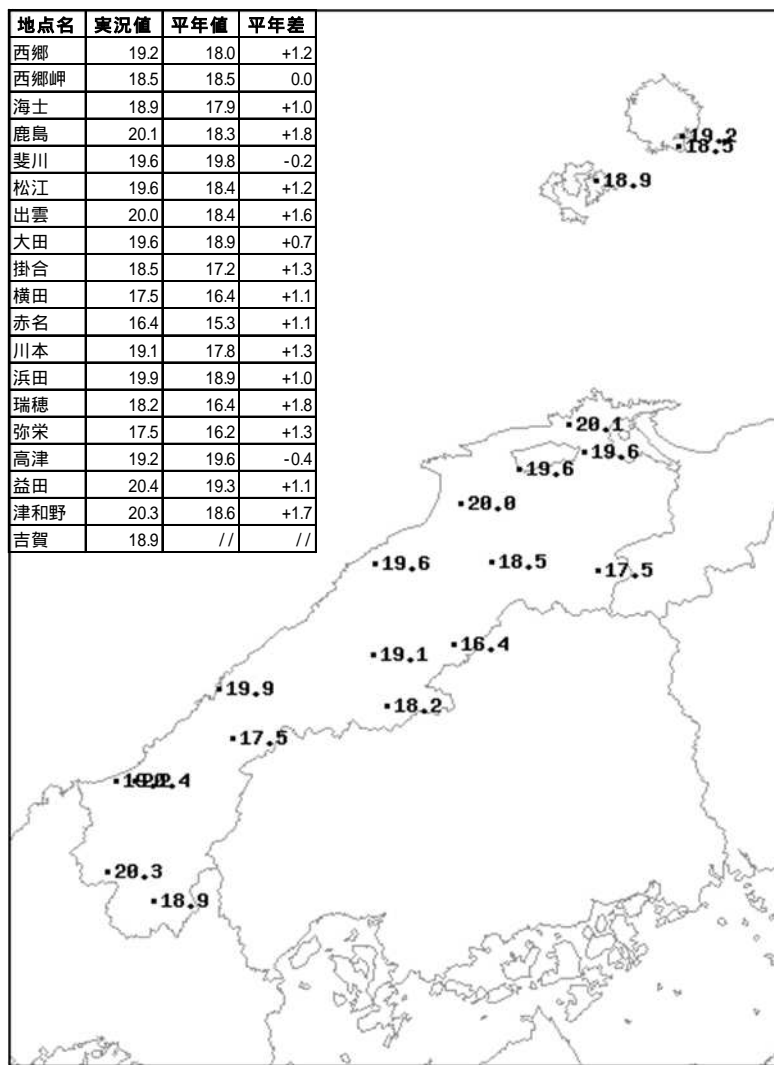 地点名 実況値 平年値 平年差
西郷 19.2 18.0 +1.2
西郷岬 18.5 18.5 0.0
海士 18.9 17.9 +1.0
鹿島 20.1 18.3 +1.8
斐川 19.6 19.8 -0.2
松江 19.6 18.4 +1.2
出雲 20.0 18.4 +1.6
大田 19.6 18.9 +0.7
掛合 18.5 17.2 +1.3
横田 17.5 16.4 +1.1
赤名 16.4 15.3 +1.1
川本 19.1 17.8 +1.3
浜田 19.9 18.9 +1.0
瑞穂 18.2 16.4 +1.8
弥栄 17.5 16.2 +1.3
高津 19.2 19.6 -0.4
益田 20.4 19.3 +1.1
津和野 20.3 18.6 +1.7
吉賀 18.9 // //
19.2
18.5
18.9
20.1
19.6
19.6
20.0
19.6
18.5
17.5
16.4
19.1
19.9
18.2
17.5
19.2
20.4
20.3
18.9